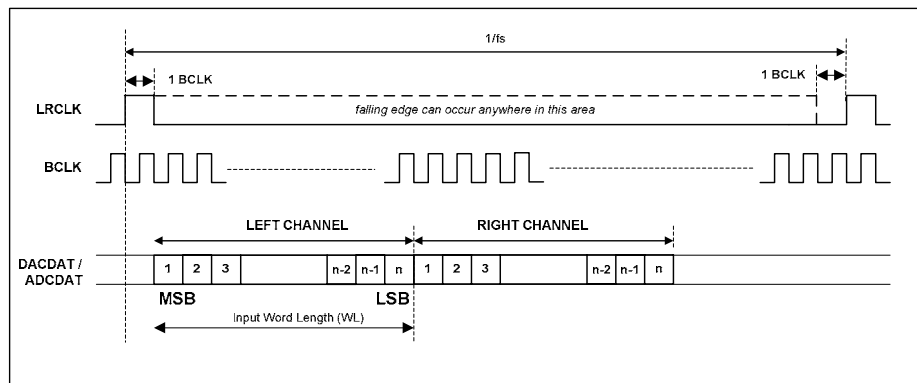 1/fs
1 BCLK
1 BCLK
LRCLK
falling edge can occur anywhere in this area
BCLK
LEFT CHANNEL
RIGHT CHANNEL
DACDAT /
ADCDAT
1 2 3 n-2 n-1 n 1 2 3 n-2 n-1 n
MSB
LSB
Input Word Length (WL)